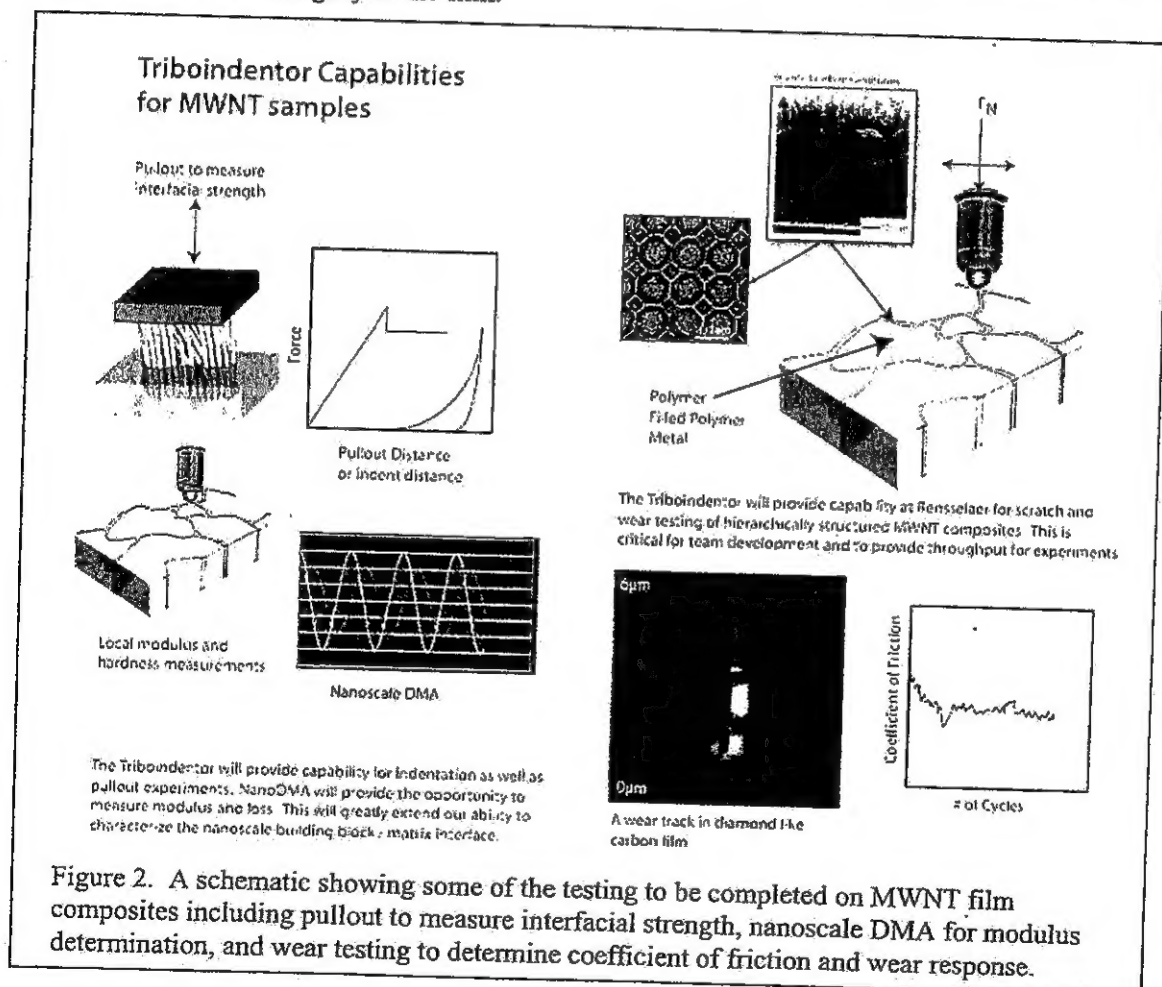 Triboindentor Capabilities
for MWNT samples
Pullout to measure
interfacial strength
Force
Pullout Distance
or indent distance
Local modulus and
hardness measurements
Nanoscale DMA
The Triboindentor will provide capability for indentation as well as
pullout experiments. NanoDMA will provide the opportunity to
measure modulus and loss. This will greatly extend our ability to
characterize the nanoscale building block / matrix interface.
FN
Polymer
Filled Polymer
Metal
The Triboindentor will provide capability at Rensselaer for scratch and
wear testing of hierarchically structured MWNT composites. This is
critical for team development and to provide throughput for experiments
6μm
0μm
A wear track in diamond like
carbon film
Coefficient of Friction
# of Cycles
Figure 2. A schematic showing some of the testing to be completed on MWNT film
composites including pullout to measure interfacial strength, nanoscale DMA for modulus
determination, and wear testing to determine coefficient of friction and wear response.